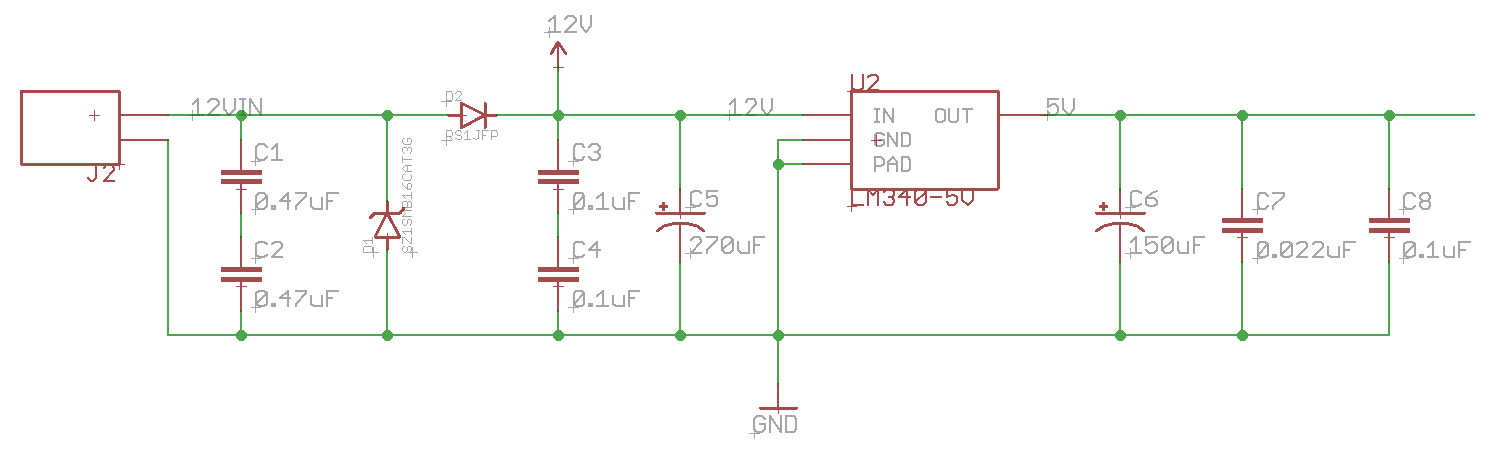 12V
12VIN
D2
RS1JFP
12V
U2
IN
OUT
GND
PAD
LM340-5V
5V
J2
C1
0.47uF
C2
0.47uF
D1
C3
0.1uF
C4
0.1uF
C5
270uF
C6
150uF
C7
0.022uF
C8
0.1uF
GND